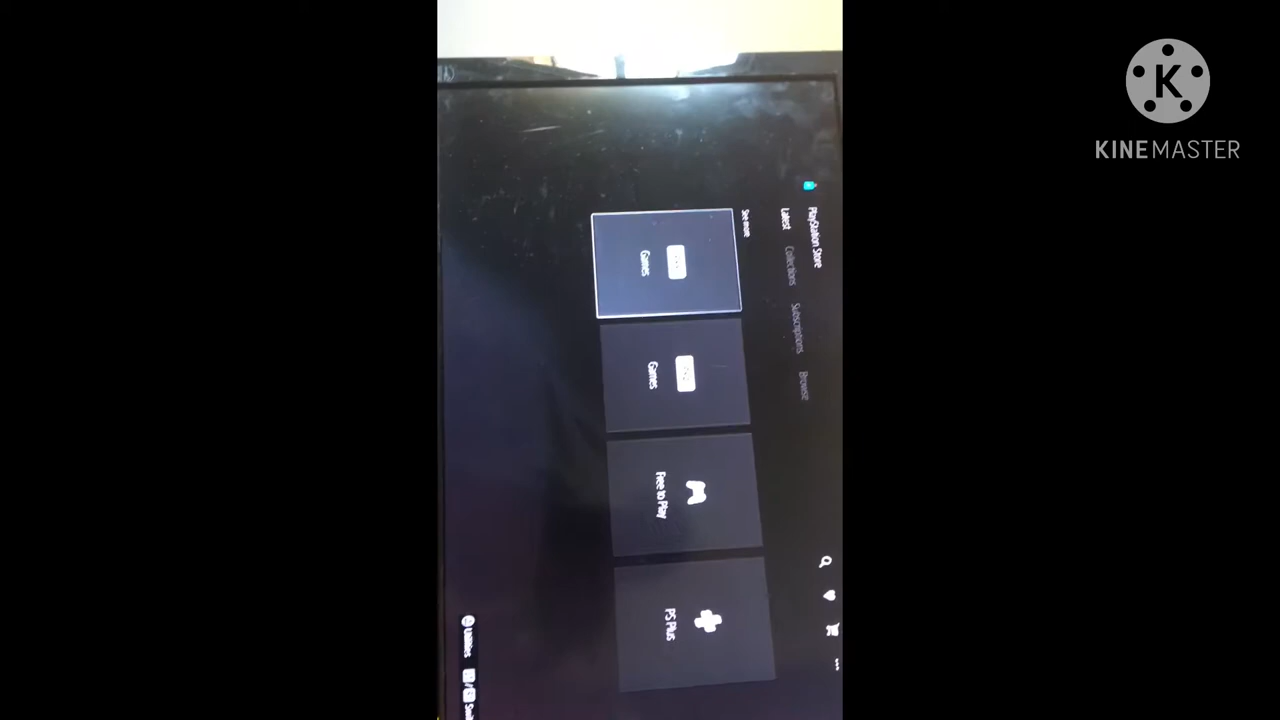 PlayStation Store
Latest Collections Subscriptions Browse
See more
Games
Games
Free to Play
PS Plus
K
KINEMASTER